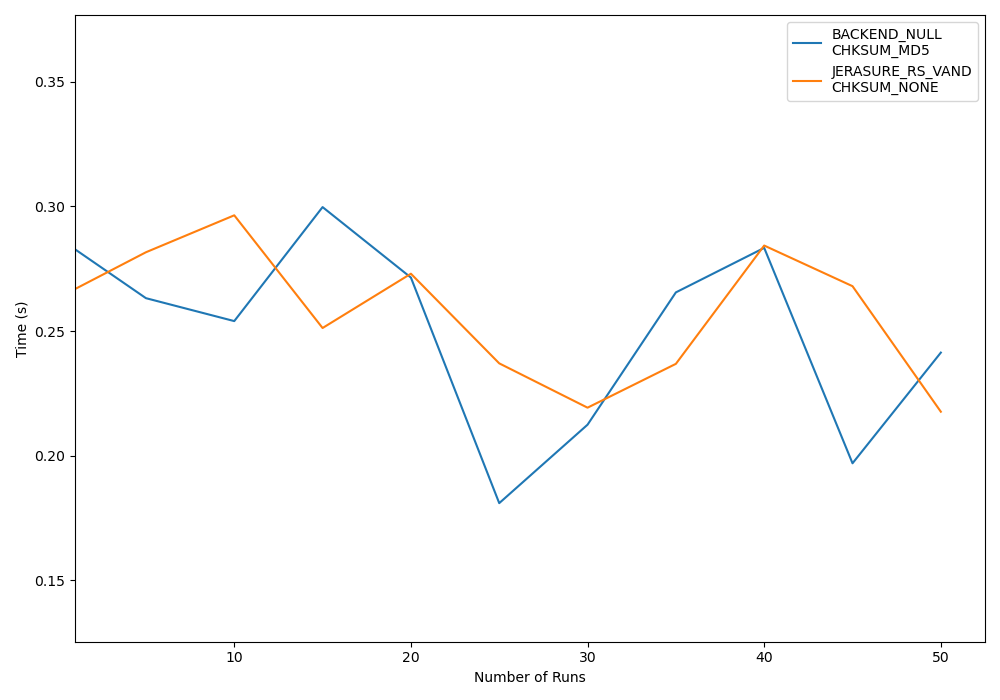 BACKEND_NULL
CHKSUM_MD5
JERASURE_RS_VAND
CHKSUM_NONE
0.35
0.30
0.25
0.20
0.15
Time (s)
10 20 30 40 50
Number of Runs